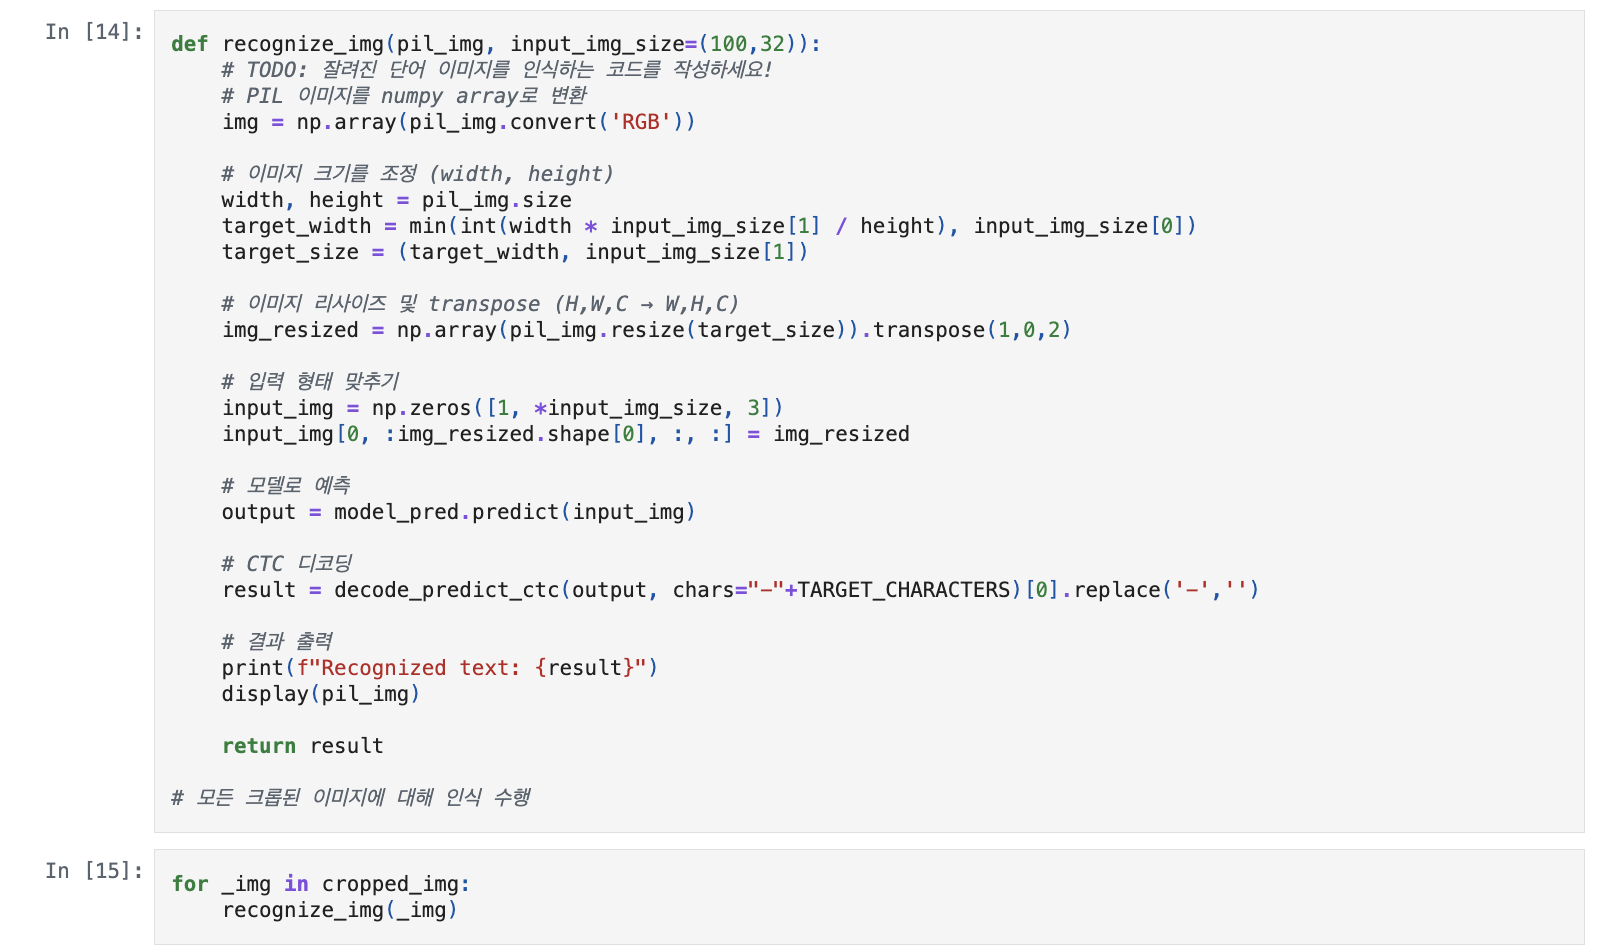 In [14]:
def recognize_img(pil_img, input_img_size=(100,32)):
    # TODO: 잘려진 단어 이미지를 인식하는 코드를 작성하세요!
    # PIL 이미지를 numpy array로 변환
    img = np.array(pil_img.convert('RGB'))

    # 이미지 크기를 조정 (width, height)
    width, height = pil_img.size
    target_width = min(int(width * input_img_size[1] / height), input_img_size[0])
    target_size = (target_width, input_img_size[1])

    # 이미지 리사이즈 및 transpose (H,W,C → W,H,C)
    img_resized = np.array(pil_img.resize(target_size)).transpose(1,0,2)

    # 입력 형태 맞추기
    input_img = np.zeros([1, *input_img_size, 3])
    input_img[0, :img_resized.shape[0], :, :] = img_resized

    # 모델로 예측
    output = model_pred.predict(input_img)

    # CTC 디코딩
    result = decode_predict_ctc(output, chars="-"+TARGET_CHARACTERS)[0].replace('-','')

    # 결과 출력
    print(f"Recognized text: {result}")
    display(pil_img)

    return result

# 모든 크롭된 이미지에 대해 인식 수행
In [15]:
for _img in cropped_img:
    recognize_img(_img)